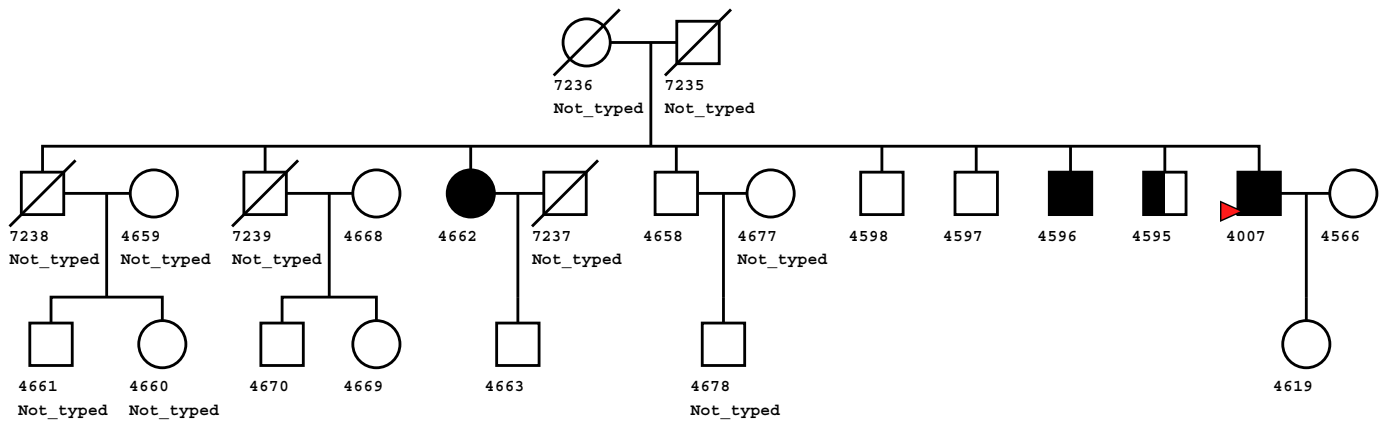 7236 7235
Not_typed Not_typed
7238 4659 7239 4668 4662 7237 4658 4677 4598 4597 4596 4595 4007 4566
Not_typed Not_typed Not_typed Not_typed Not_typed
4661 4660 4670 4669 4663 4678 4619
Not_typed Not_typed Not_typed